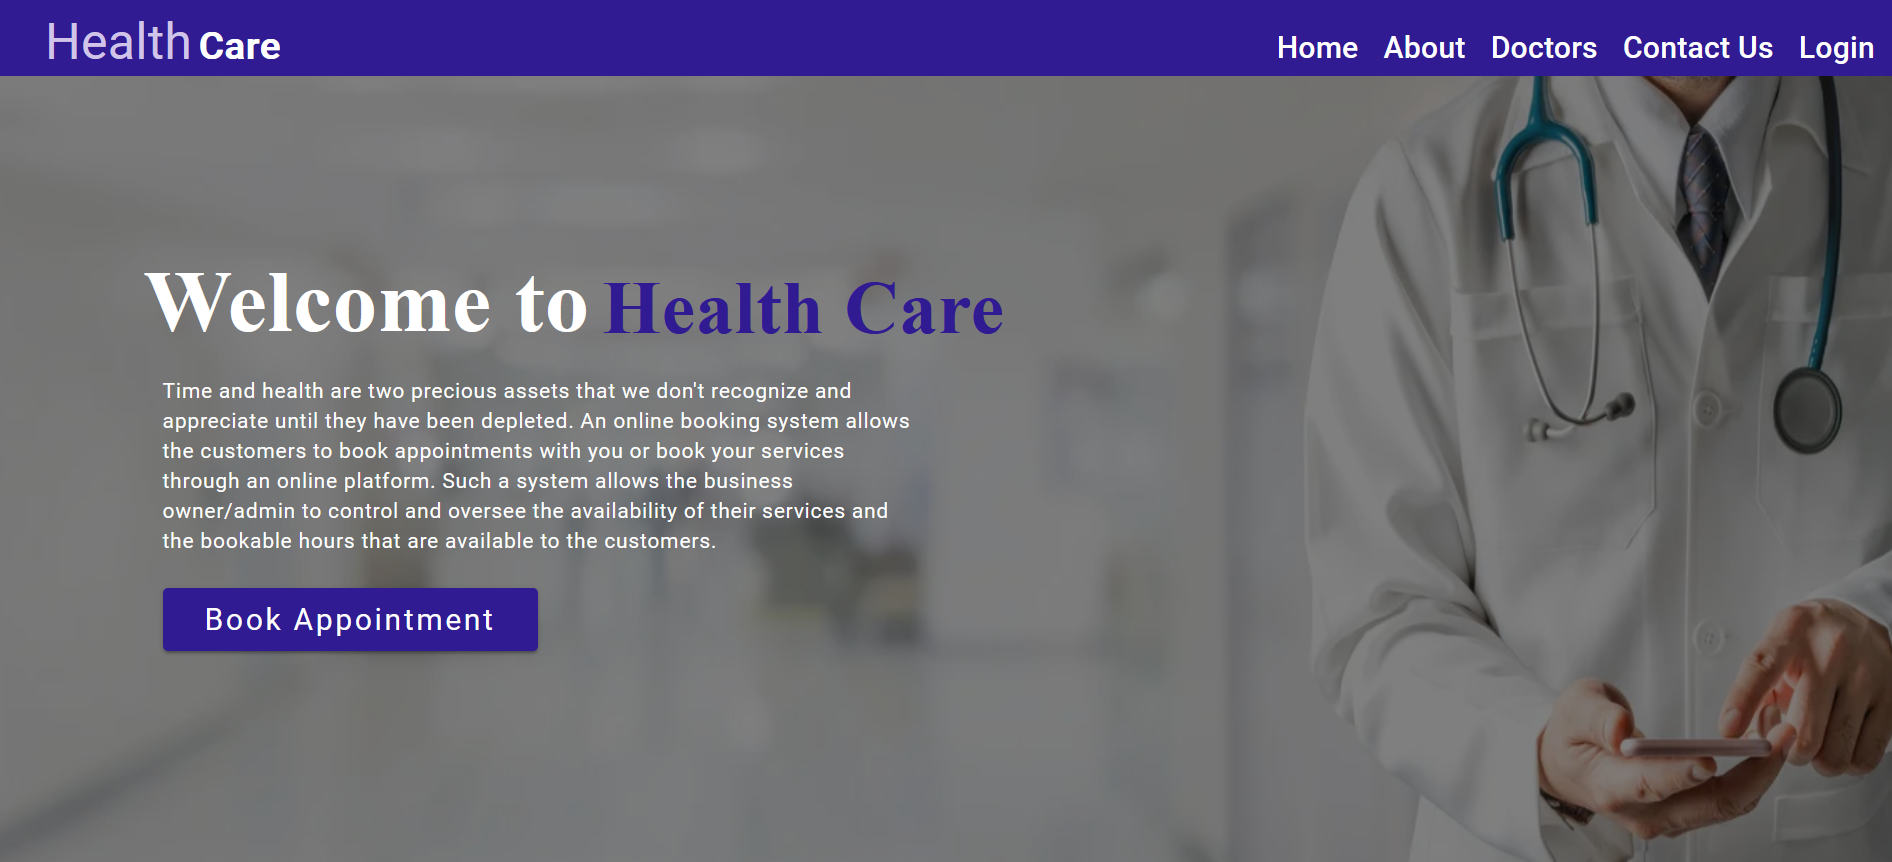 Health Care
Home About Doctors Contact Us Login
Welcome to Health Care
Time and health are two precious assets that we don't recognize and
appreciate until they have been depleted. An online booking system allows
the customers to book appointments with you or book your services
through an online platform. Such a system allows the business
owner/admin to control and oversee the availability of their services and
the bookable hours that are available to the customers.
Book Appointment